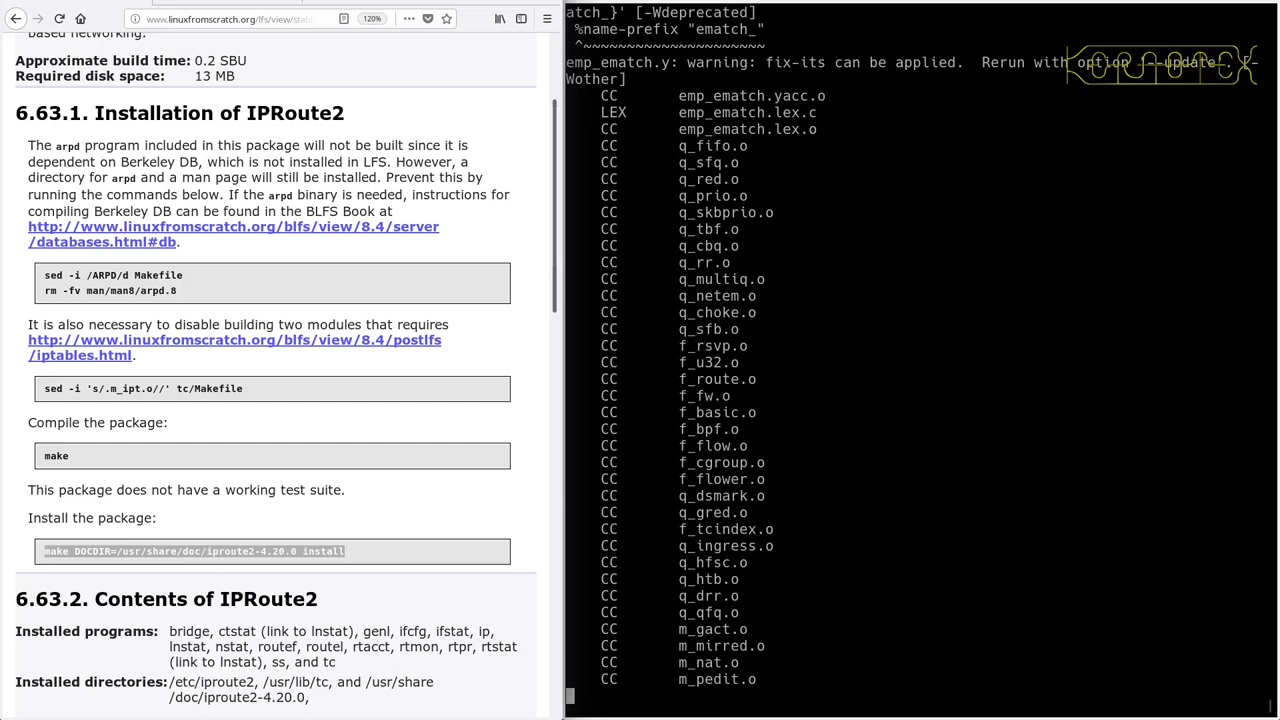 www.linuxfromscratch.org/lfs/view/stabl
120%
based networking.
Approximate build time: 0.2 SBU
Required disk space: 13 MB
6.63.1. Installation of IPRoute2
The arpd program included in this package will not be built since it is
dependent on Berkeley DB, which is not installed in LFS. However, a
directory for arpd and a man page will still be installed. Prevent this by
running the commands below. If the arpd binary is needed, instructions for
compiling Berkeley DB can be found in the BLFS Book at
http://www.linuxfromscratch.org/blfs/view/8.4/server
/databases.html#db.
sed -i /ARPD/d Makefile
rm -fv man/man8/arpd.8
It is also necessary to disable building two modules that requires
http://www.linuxfromscratch.org/blfs/view/8.4/postlfs
/iptables.html.
sed -i 's/.m_ipt.o//' tc/Makefile
Compile the package:
make
This package does not have a working test suite.
Install the package:
make DOCDIR=/usr/share/doc/iproute2-4.20.0 install
6.63.2. Contents of IPRoute2
Installed programs: bridge, ctstat (link to lnstat), genl, ifcfg, ifstat, ip,
lnstat, nstat, routef, routel, rtacct, rtmon, rtpr, rtstat
(link to lnstat), ss, and tc
Installed directories: /etc/iproute2, /usr/lib/tc, and /usr/share
/doc/iproute2-4.20.0,
atch_}' [-Wdeprecated]
%name-prefix "ematch_"
^~~~~~~~~~~~~~~~~~~~~~
emp_ematch.y: warning: fix-its can be applied.  Rerun with option '--update'. [-
Wother]
CC emp_ematch.yacc.o
LEX emp_ematch.lex.c
CC emp_ematch.lex.o
CC q_fifo.o
CC q_sfq.o
CC q_red.o
CC q_prio.o
CC q_skbprio.o
CC q_tbf.o
CC q_cbq.o
CC q_rr.o
CC q_multiq.o
CC q_netem.o
CC q_choke.o
CC q_sfb.o
CC f_rsvp.o
CC f_u32.o
CC f_route.o
CC f_fw.o
CC f_basic.o
CC f_bpf.o
CC f_flow.o
CC f_cgroup.o
CC f_flower.o
CC q_dsmark.o
CC q_gred.o
CC f_tcindex.o
CC q_ingress.o
CC q_hfsc.o
CC q_htb.o
CC q_drr.o
CC q_qfq.o
CC m_gact.o
CC m_mirred.o
CC m_nat.o
CC m_pedit.o